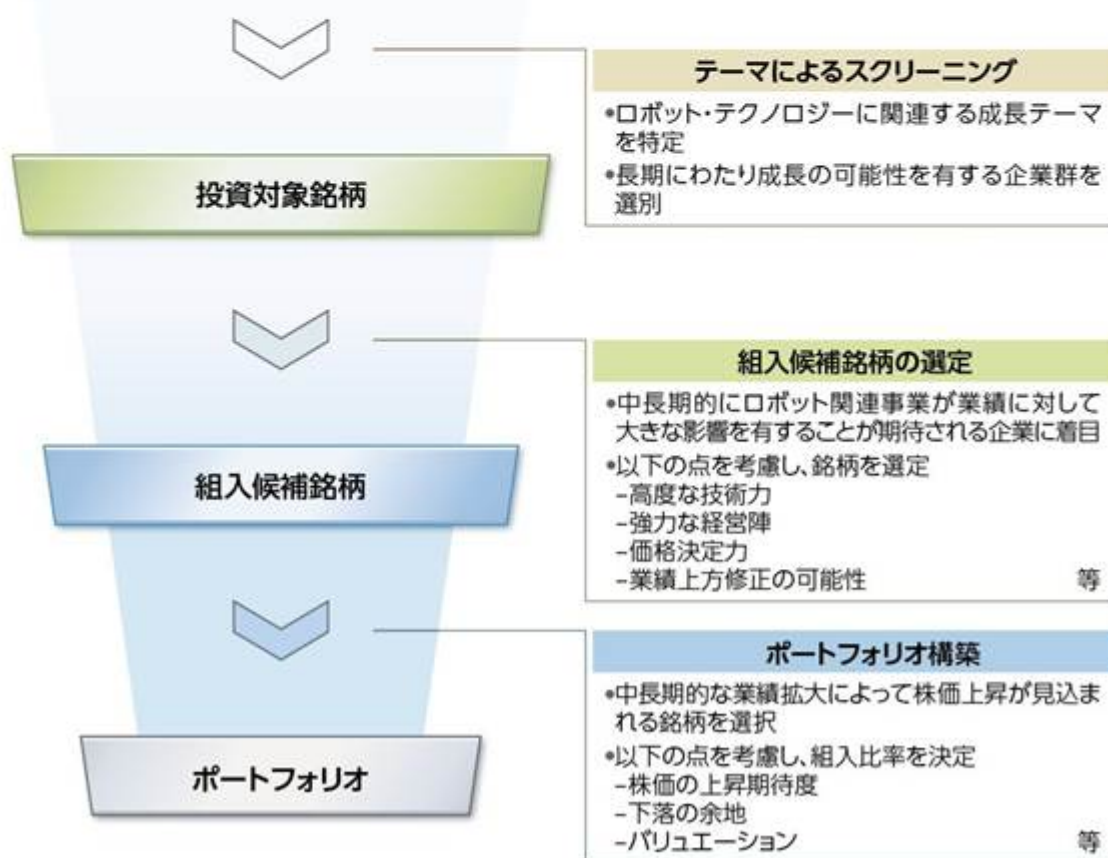 テーマによるスクリーニング
•ロボット・テクノロジーに関連する成長テーマ
を特定
•長期にわたり成長の可能性を有する企業群を
選別
投資対象銘柄
組入候補銘柄の選定
•中長期的にロボット関連事業が業績に対して
大きな影響を有することが期待される企業に着目
•以下の点を考慮し、銘柄を選定
–高度な技術力
–強力な経営陣
–価格決定力
–業績上方修正の可能性 等
組入候補銘柄
ポートフォリオ構築
•中長期的な業績拡大によって株価上昇が見込ま
れる銘柄を選択
•以下の点を考慮し、組入比率を決定
–株価の上昇期待度
–下落の余地
–バリュエーション 等
ポートフォリオ